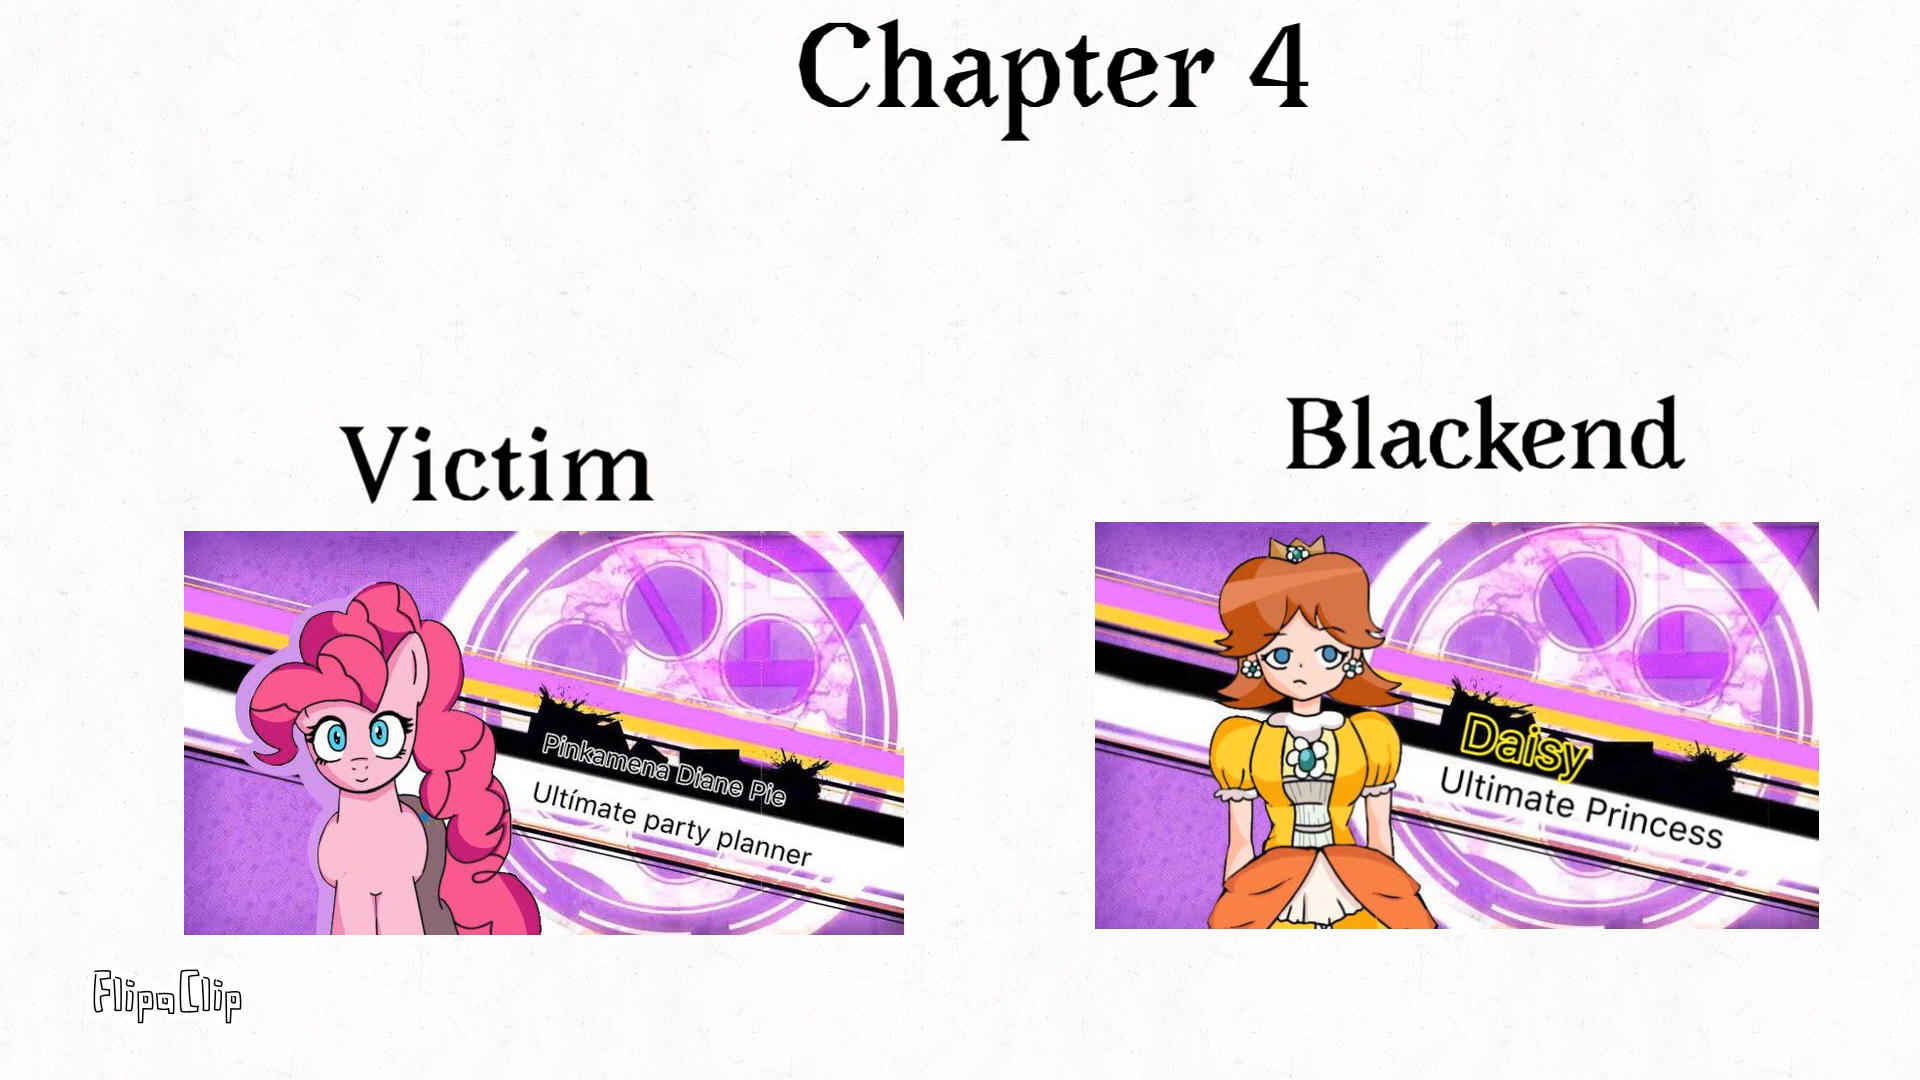 Chapter 4
Victim
Blackend
Pinkamena Diane Pie
Ultímate party planner
Daisy
Ultimate Princess
FlipaClip